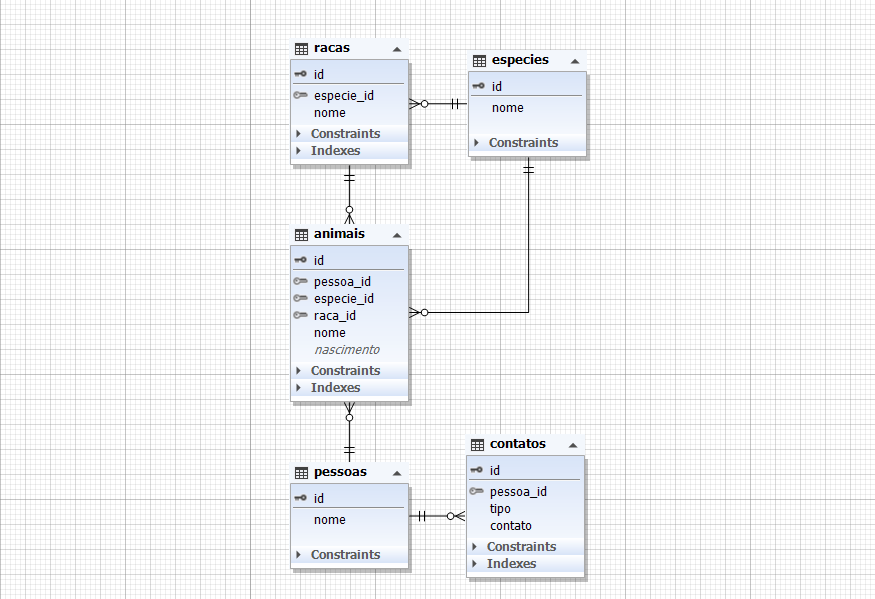 racas
id
especie_id
nome
Constraints
Indexes
especies
id
nome
Constraints
animais
id
pessoa_id
especie_id
raca_id
nome
nascimento
Constraints
Indexes
pessoas
id
nome
Constraints
contatos
id
pessoa_id
tipo
contato
Constraints
Indexes